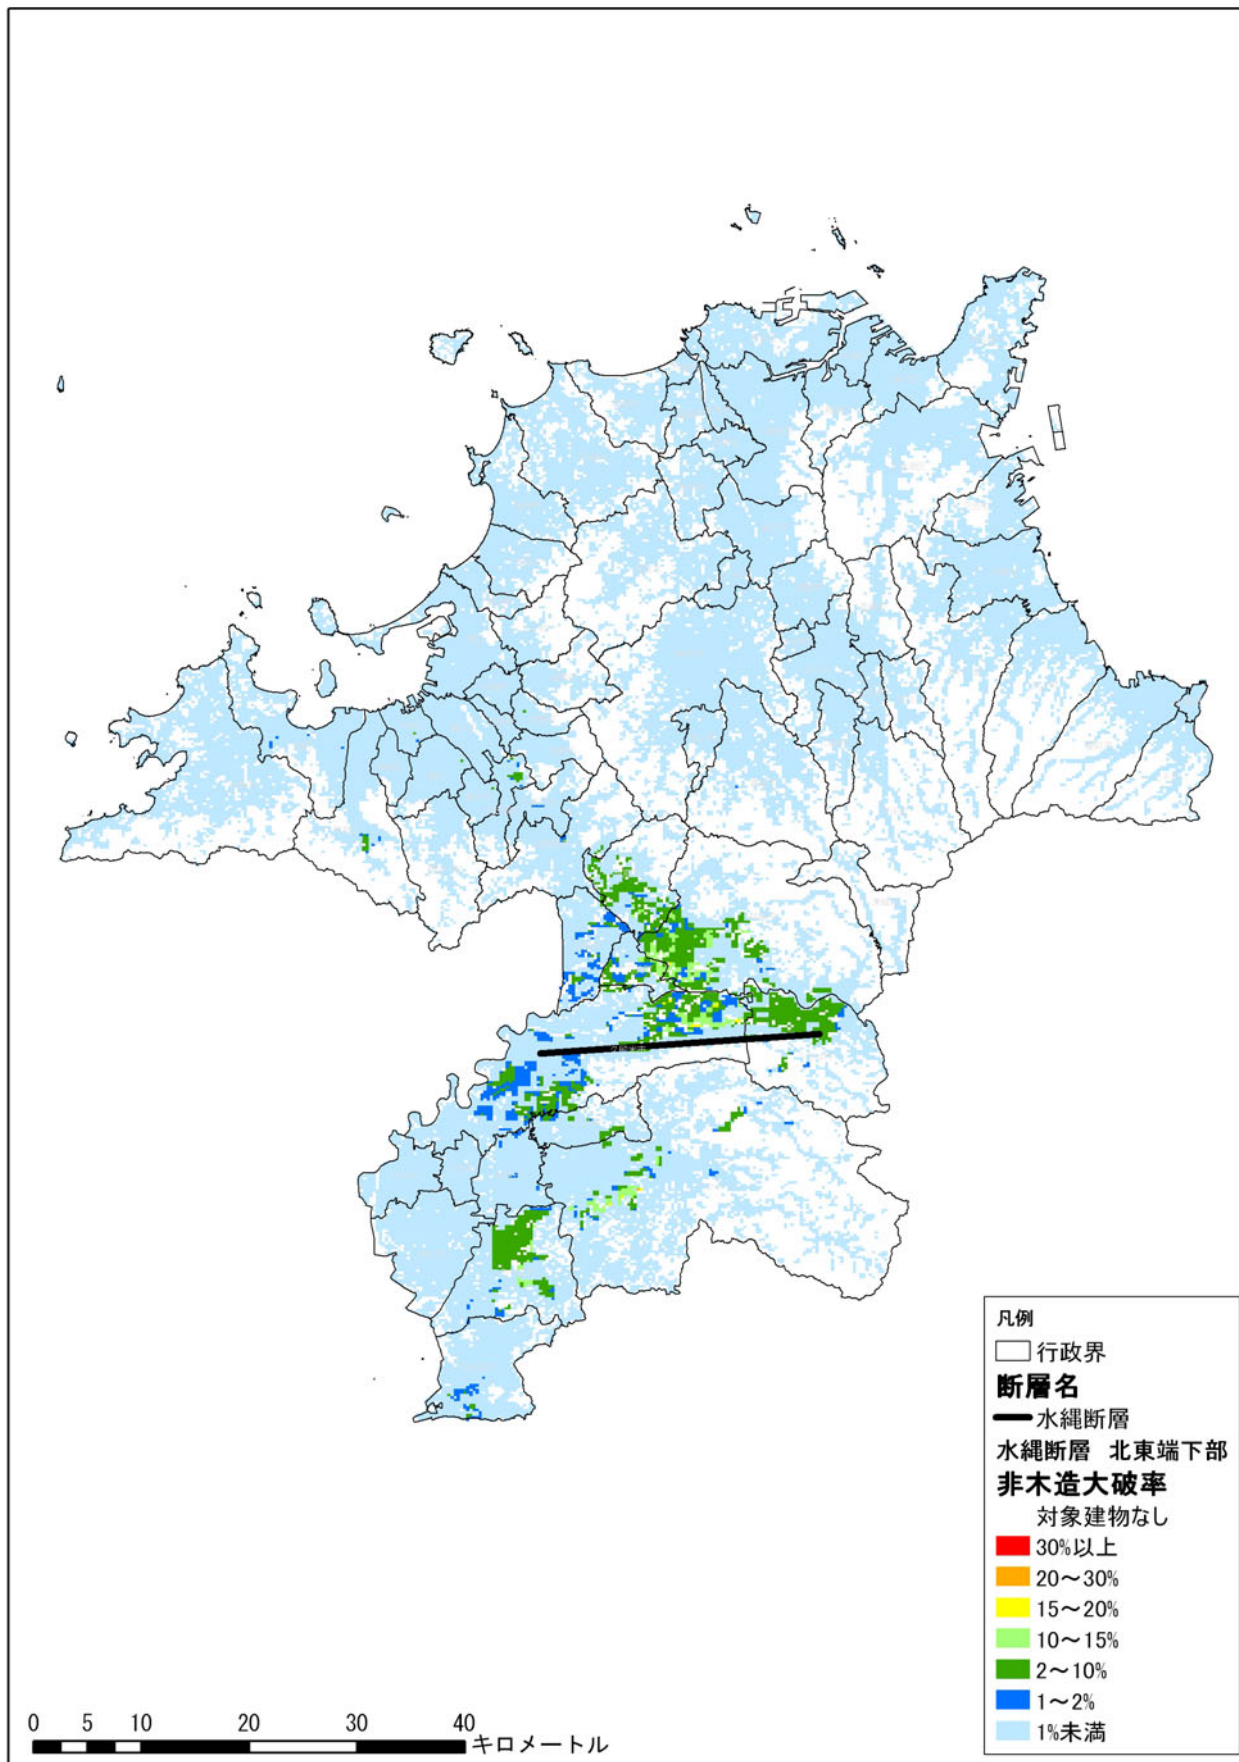 凡例
行政界
断層名
水縄断層
水縄断層 北東端下部
非木造大破率
対象建物なし
30%以上
20～30%
15～20%
10～15%
2～10%
1～2%
1%未満
0 5 10 20 30 40
キロメートル